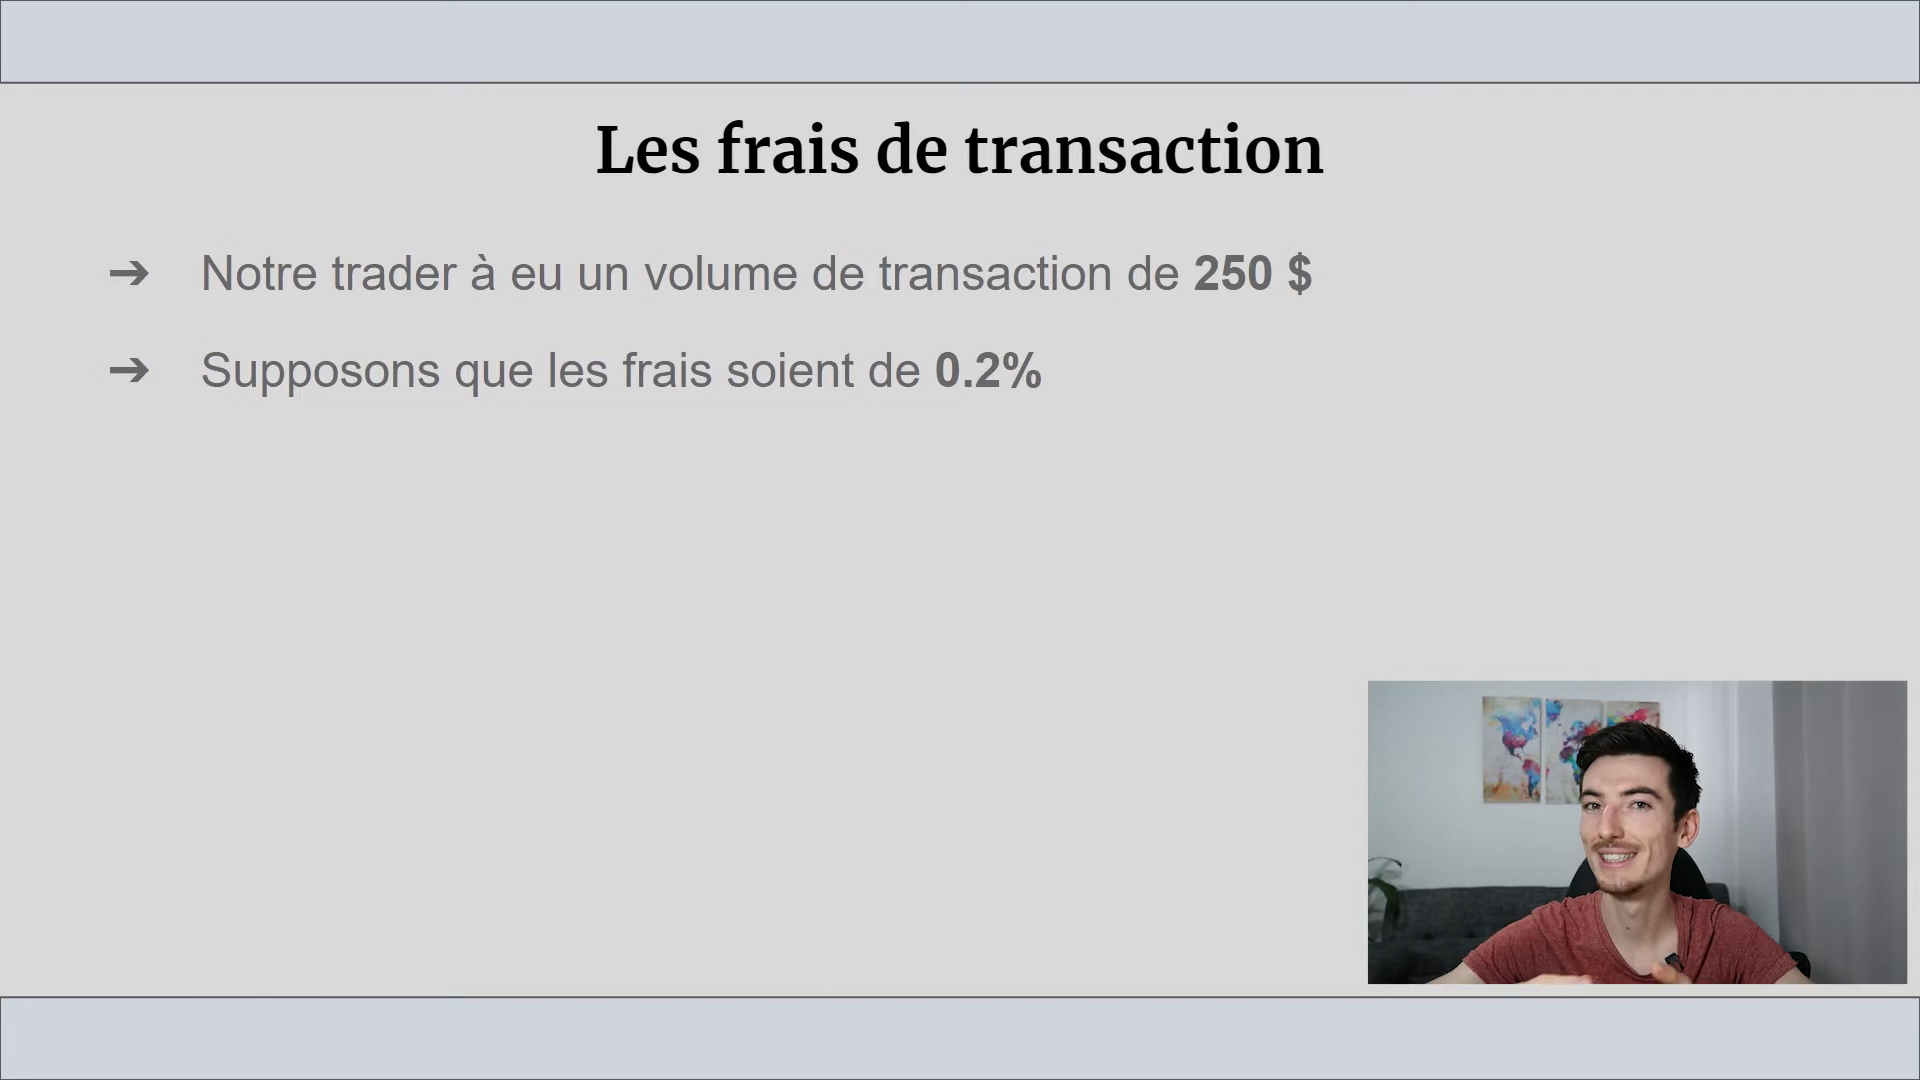 Les frais de transaction
➔ Notre trader à eu un volume de transaction de 250 $
➔ Supposons que les frais soient de 0.2%